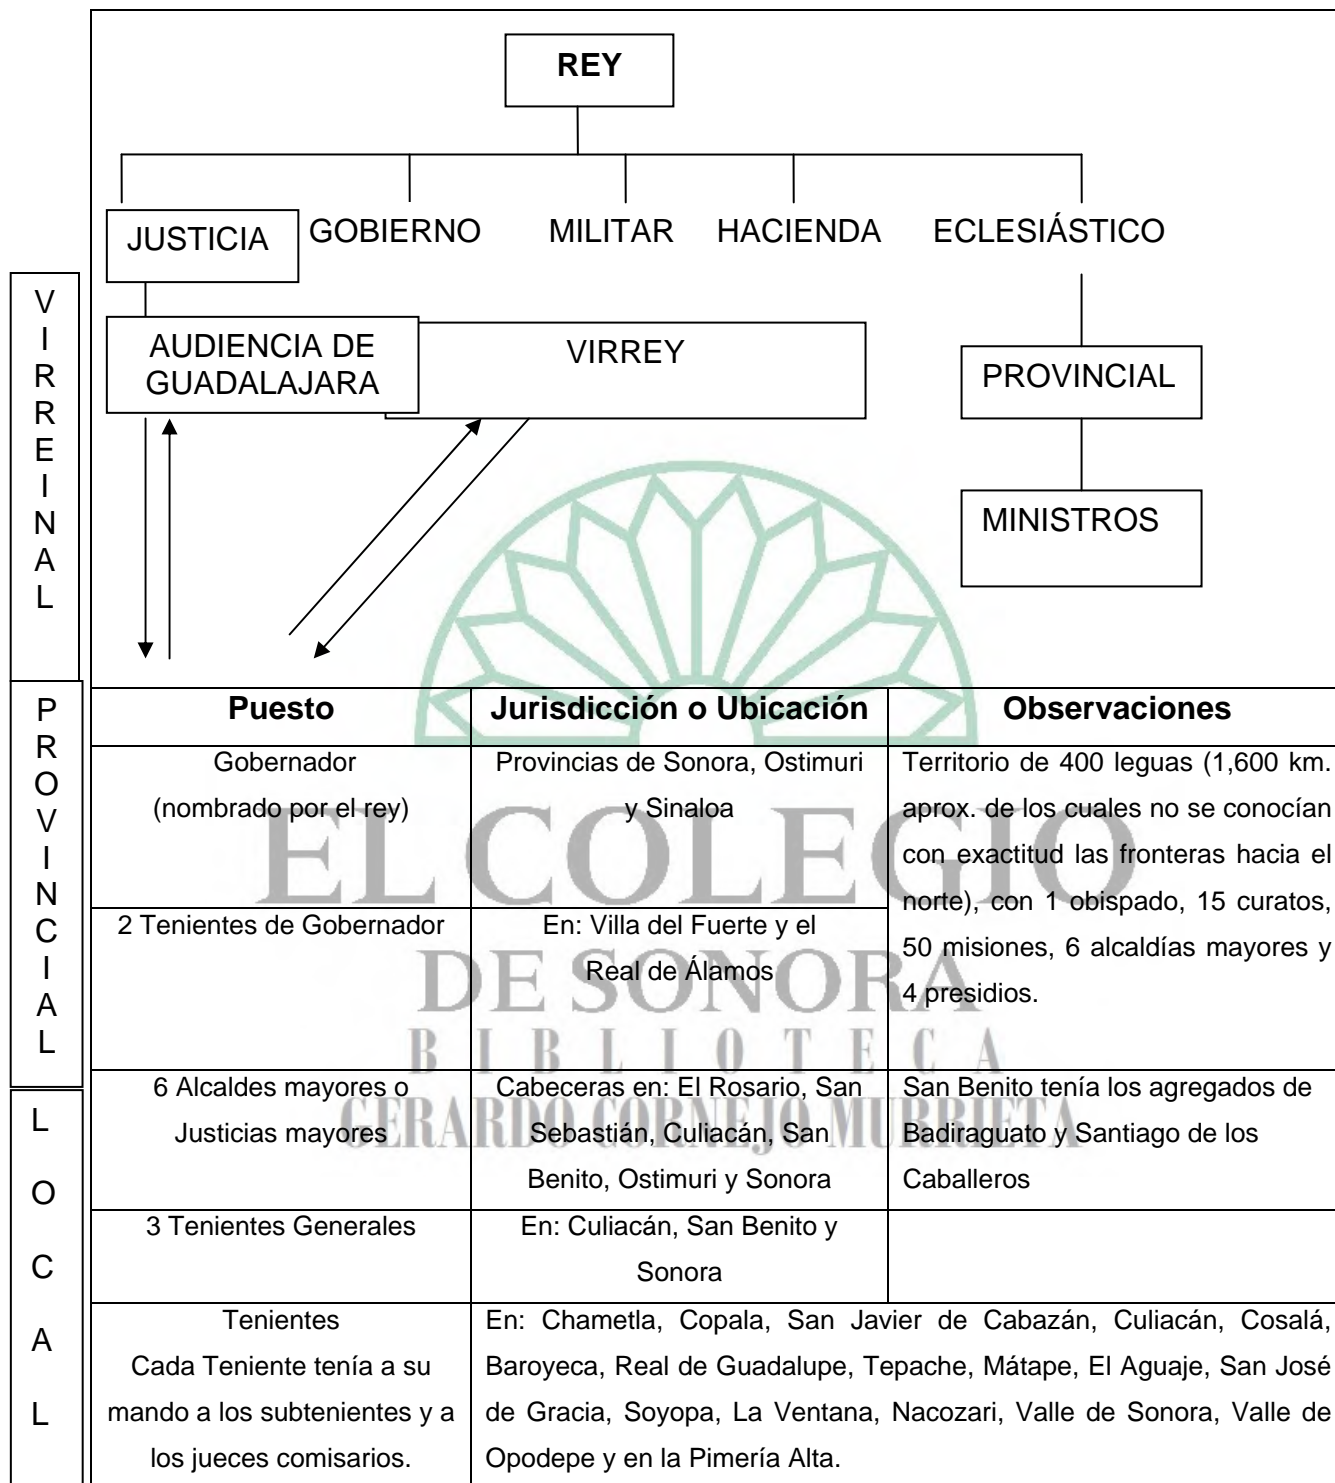 REY
JUSTICIA
GOBIERNO
MILITAR
HACIENDA
ECLESIÁSTICO
VIRREINAL
AUDIENCIA DE
GUADALAJARA
VIRREY
PROVINCIAL
MINISTROS
PROVINCIAL
Puesto
Jurisdicción o Ubicación
Observaciones
Gobernador
(nombrado por el rey)
Provincias de Sonora, Ostimuri
y Sinaloa
Territorio de 400 leguas (1,600 km.
aprox. de los cuales no se conocían
con exactitud las fronteras hacia el
norte), con 1 obispado, 15 curatos,
50 misiones, 6 alcaldías mayores y
4 presidios.
2 Tenientes de Gobernador
En: Villa del Fuerte y el
Real de Álamos
LOCAL
6 Alcaldes mayores o
Justicias mayores
Cabeceras en: El Rosario, San
Sebastián, Culiacán, San
Benito, Ostimuri y Sonora
San Benito tenía los agregados de
Badiraguato y Santiago de los
Caballeros
3 Tenientes Generales
En: Culiacán, San Benito y
Sonora
Tenientes
Cada Teniente tenía a su
mando a los subtenientes y a
los jueces comisarios.
En: Chametla, Copala, San Javier de Cabazán, Culiacán, Cosalá,
Baroyeca, Real de Guadalupe, Tepache, Mátape, El Aguaje, San José
de Gracia, Soyopa, La Ventana, Nacozari, Valle de Sonora, Valle de
Opodepe y en la Pimería Alta.
EL COLEGIO
DE SONORA
BIBLIOTECA
GERARDO CORNEJO MURRIETA